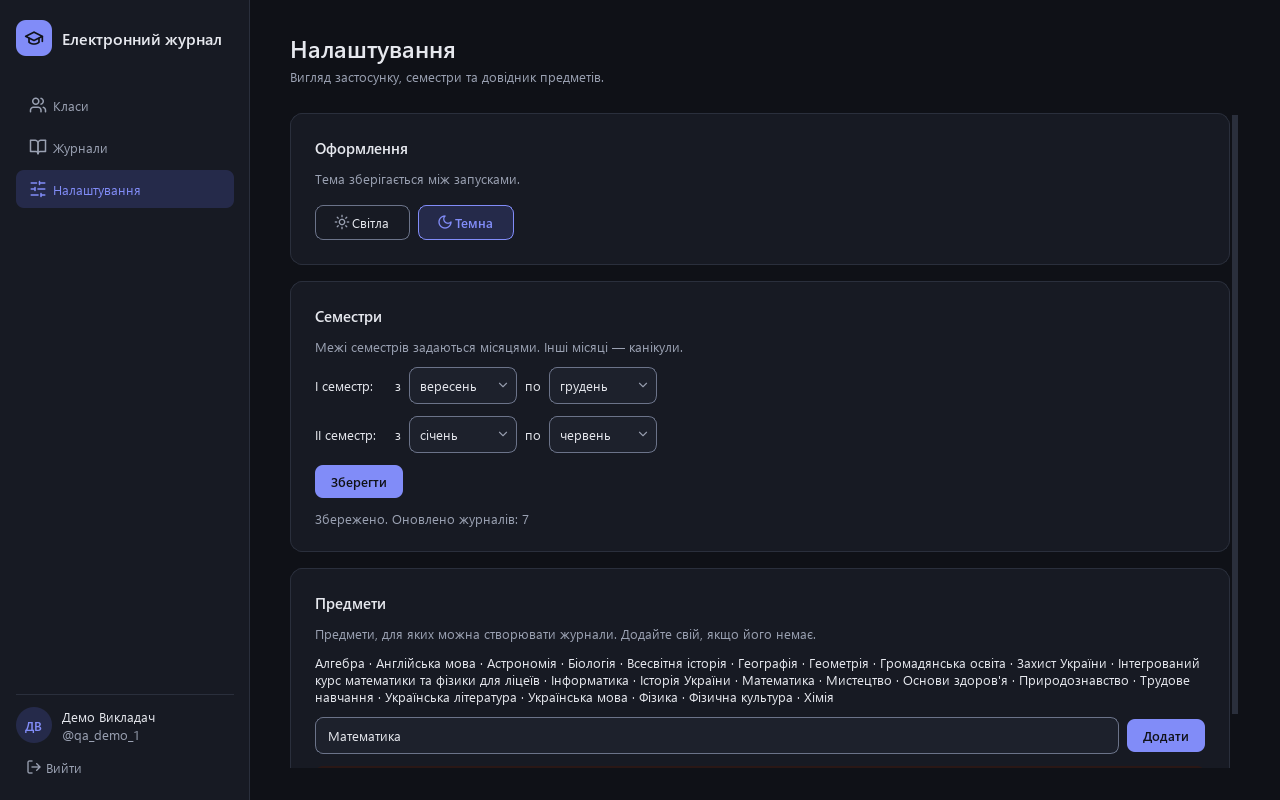 Електронний журнал
Класи
Журнали
Налаштування
Демо Викладач
ДВ
@qa_demo_1
Вийти
Налаштування
Вигляд застосунку, семестри та довідник предметів.
Оформлення
Тема зберігається між запусками.
Світла
Темна
Семестри
Межі семестрів задаються місяцями. Інші місяці — канікули.
І семестр: з вересень по грудень
ІІ семестр: з січень по червень
Зберегти
Збережено. Оновлено журналів: 7
Предмети
Предмети, для яких можна створювати журнали. Додайте свій, якщо його немає.
Алгебра · Англійська мова · Астрономія · Біологія · Всесвітня історія · Географія · Геометрія · Громадянська освіта · Захист України · Інтегрований
курс математики та фізики для ліцеїв · Інформатика · Історія України · Математика · Мистецтво · Основи здоров'я · Природознавство · Трудове
навчання · Українська література · Українська мова · Фізика · Фізична культура · Хімія
Математика
Додати